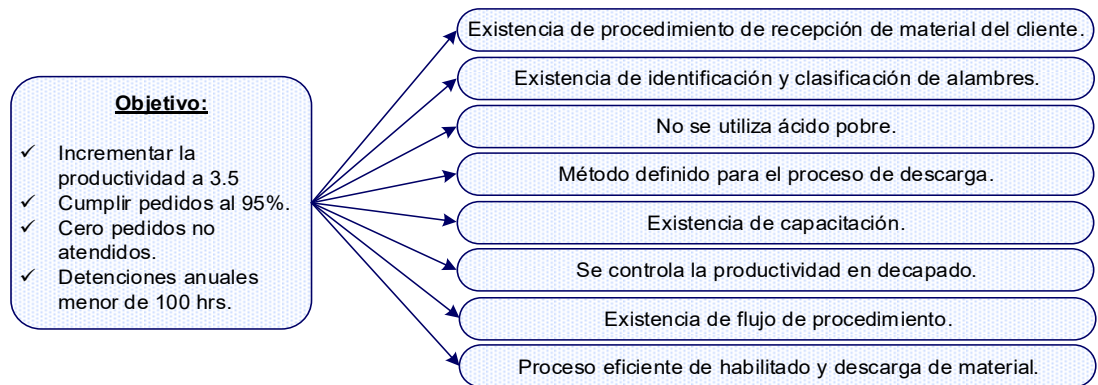 Objetivo:
✓ Incrementar la
productividad a 3.5
✓ Cumplir pedidos al 95%.
✓ Cero pedidos no
atendidos.
✓ Detenciones anuales
menor de 100 hrs.
Existencia de procedimiento de recepción de material del cliente.
Existencia de identificación y clasificación de alambres.
No se utiliza ácido pobre.
Método definido para el proceso de descarga.
Existencia de capacitación.
Se controla la productividad en decapado.
Existencia de flujo de procedimiento.
Proceso eficiente de habilitado y descarga de material.